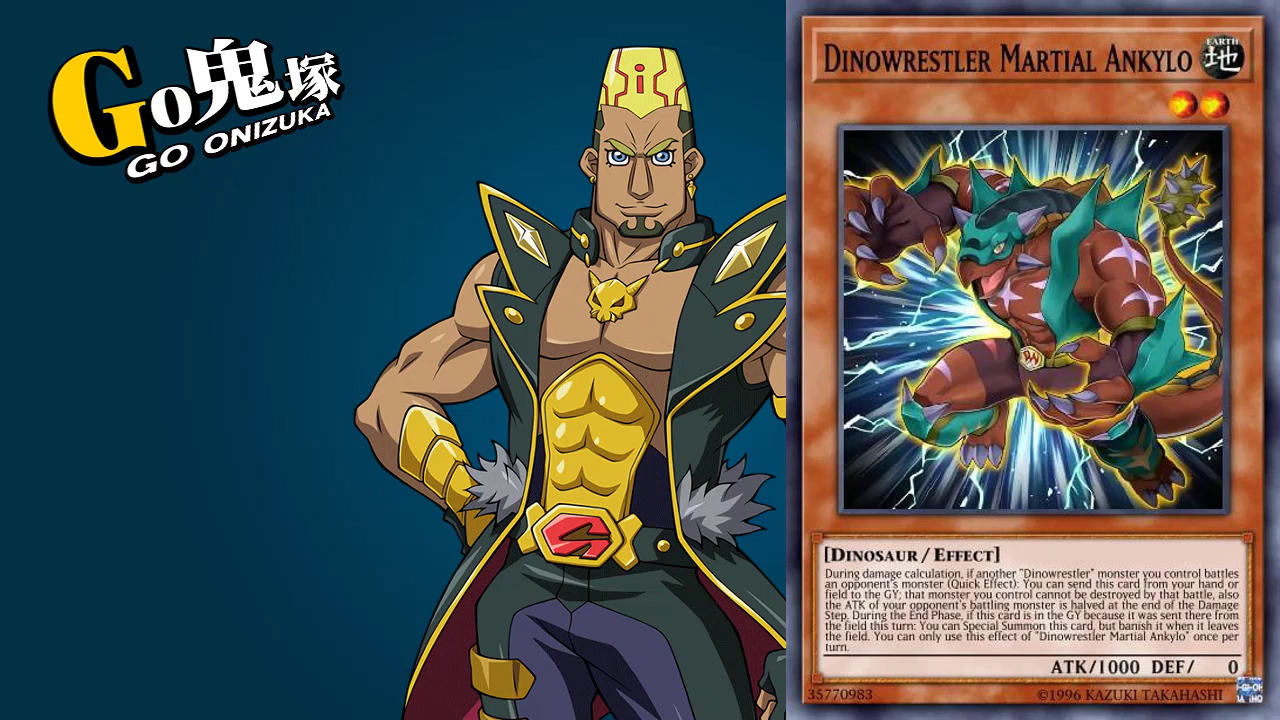 Go鬼塚
GO ONIZUKA
DINOWRESTLER MARTIAL ANKYLO
EARTH
地
[DINOSAUR / EFFECT]
During damage calculation, if another "Dinowrestler" monster you control battles
an opponent's monster (Quick Effect): You can send this card from your hand or
field to the GY; that monster you control cannot be destroyed by that battle, also
the ATK of your opponent's battling monster is halved at the end of the Damage
Step. During the End Phase, if this card is in the GY because it was sent there from
the field this turn: You can Special Summon this card, but banish it when it leaves
the field. You can only use this effect of "Dinowrestler Martial Ankylo" once per
turn.
ATK/1000 DEF/ 0
35770983
©1996 KAZUKI TAKAHASHI